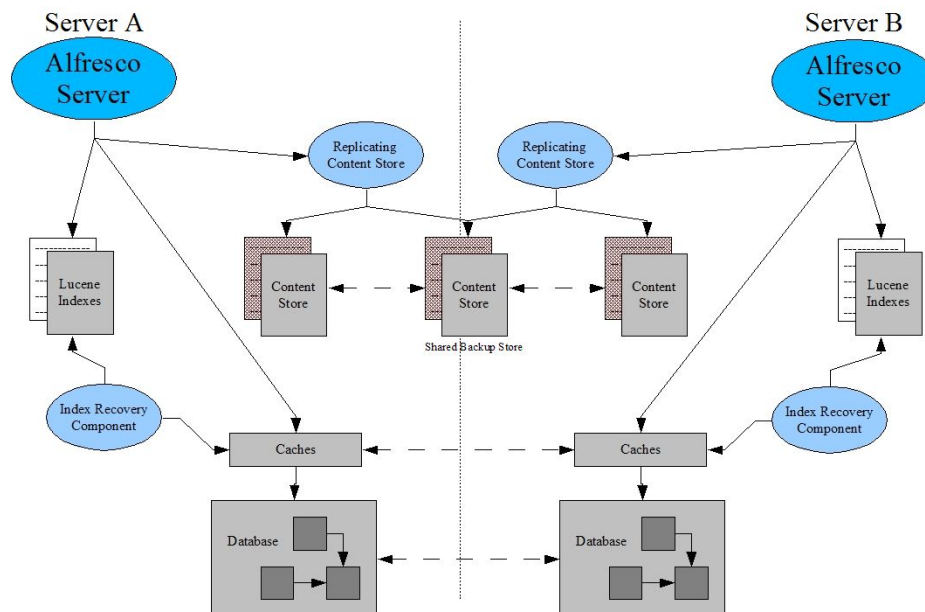 Server A
Server B
Alfresco
Server
Alfresco
Server
Replicating
Content Store
Replicating
Content Store
Lucene
Indexes
Content
Store
Content
Store
Content
Store
Lucene
Indexes
Shared Backup Store
Index Recovery
Component
Index Recovery
Component
Caches
Caches
Database
Database